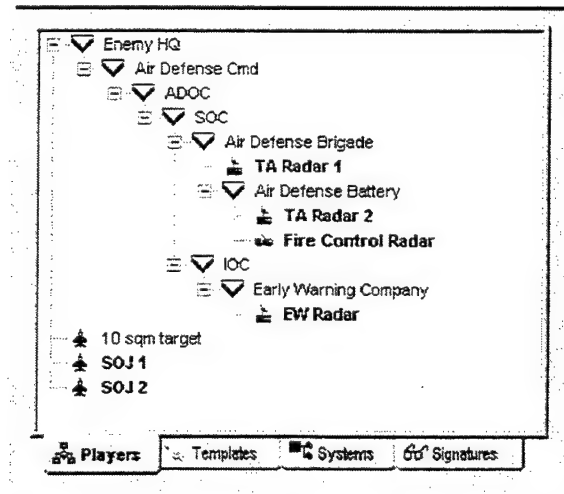 Enemy HQ
Air Defense Cmd
ADOC
SOC
Air Defense Brigade
TA Radar 1
Air Defense Battery
TA Radar 2
Fire Control Radar
IOC
Early Warning Company
EW Radar
10 sqm target
SOJ 1
SOJ 2
Players Templates Systems Signatures